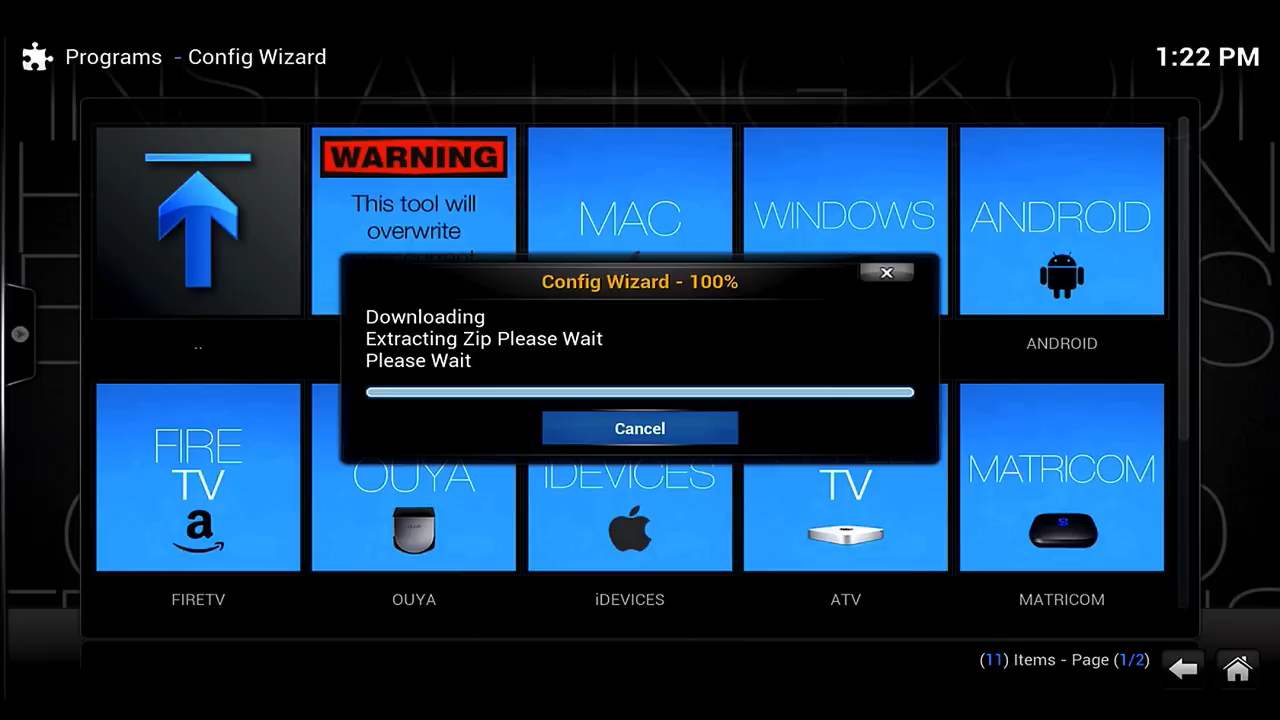 Programs - Config Wizard
1:22 PM
WARNING
This tool will
overwrite
MAC
WINDOWS
ANDROID
Config Wizard - 100%
Downloading
Extracting Zip Please Wait
Please Wait
Cancel
..
ANDROID
FIRE
TV
OUYA
iDEVICES
TV
MATRICOM
FIRETV
OUYA
iDEVICES
ATV
MATRICOM
(11) Items - Page (1/2)